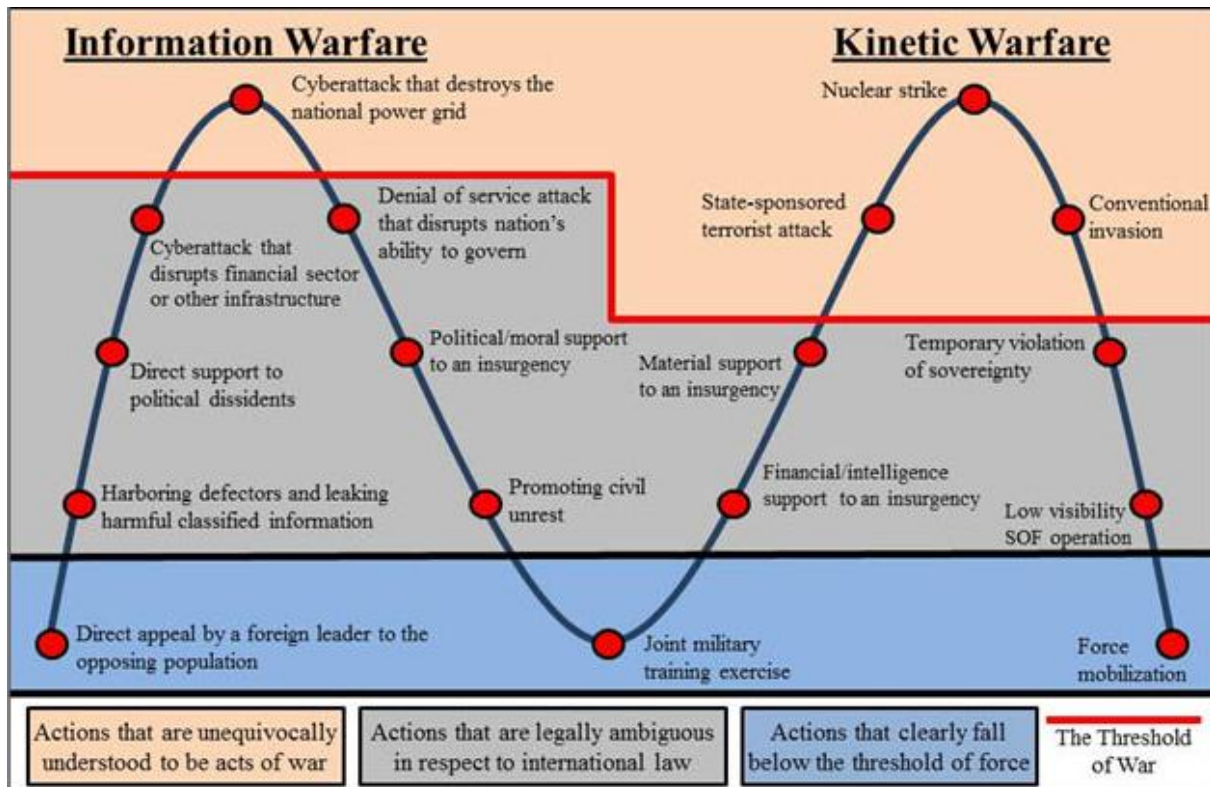 Information Warfare
Kinetic Warfare
Cyberattack that destroys the
national power grid
Nuclear strike
Denial of service attack
that disrupts nation's
ability to govern
State-sponsored
terrorist attack
Conventional
invasion
Cyberattack that
disrupts financial sector
or other infrastructure
Political/moral support
to an insurgency
Material support
to an insurgency
Temporary violation
of sovereignty
Direct support to
political dissidents
Harboring defectors and leaking
harmful classified information
Promoting civil
unrest
Financial/intelligence
support to an insurgency
Low visibility
SOF operation
Direct appeal by a foreign leader to the
opposing population
Joint military
training exercise
Force
mobilization
Actions that are unequivocally
understood to be acts of war
Actions that are legally ambiguous
in respect to international law
Actions that clearly fall
below the threshold of force
The Threshold
of War